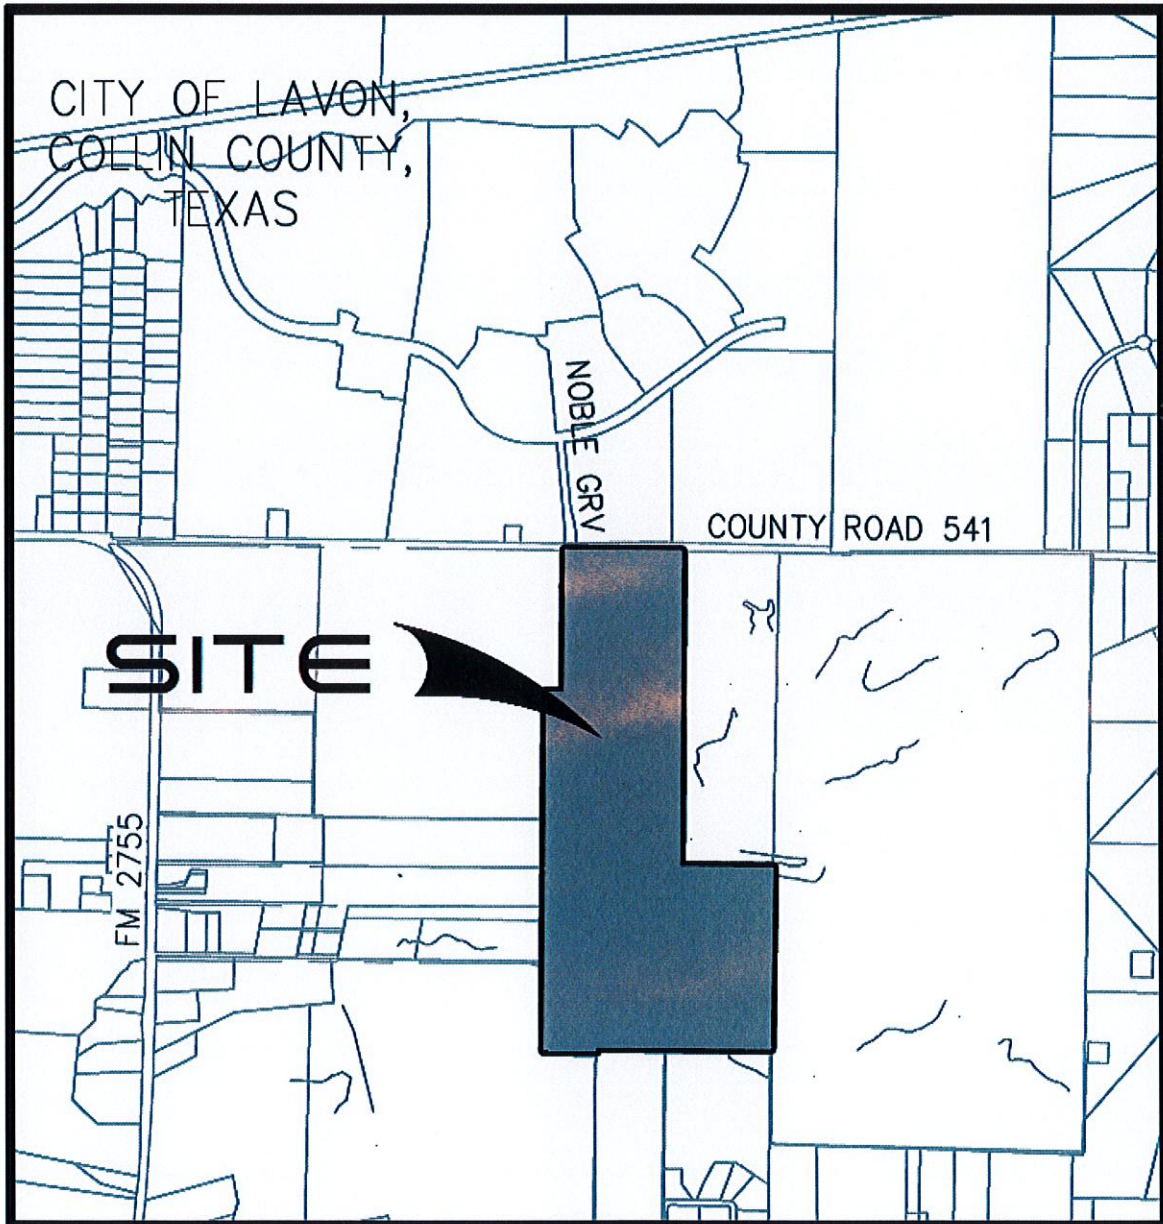 CITY OF LAVON,
COLLIN COUNTY,
TEXAS
NOBLE GRV
COUNTY ROAD 541
SITE
FM 2755